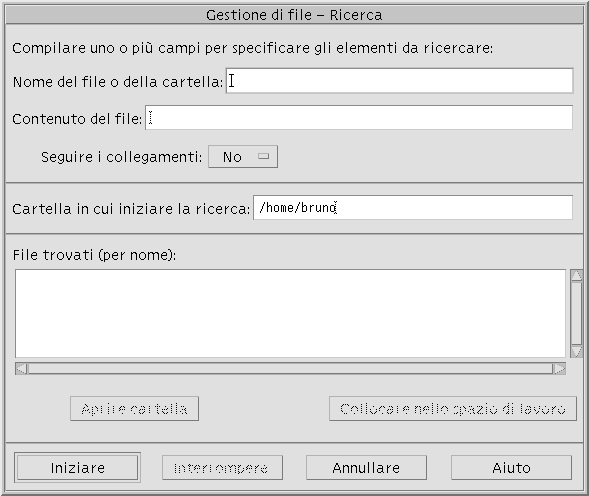 Gestione di file – Ricerca
Compilare uno o più campi per specificare gli elementi da ricercare:
Nome del file o della cartella:
Contenuto del file:
Seguire i collegamenti: No
Cartella in cui iniziare la ricerca: /home/bruno
File trovati (per nome):
Aprire cartella Collocare nello spazio di lavoro
Iniziare Interrompere Annullare Aiuto